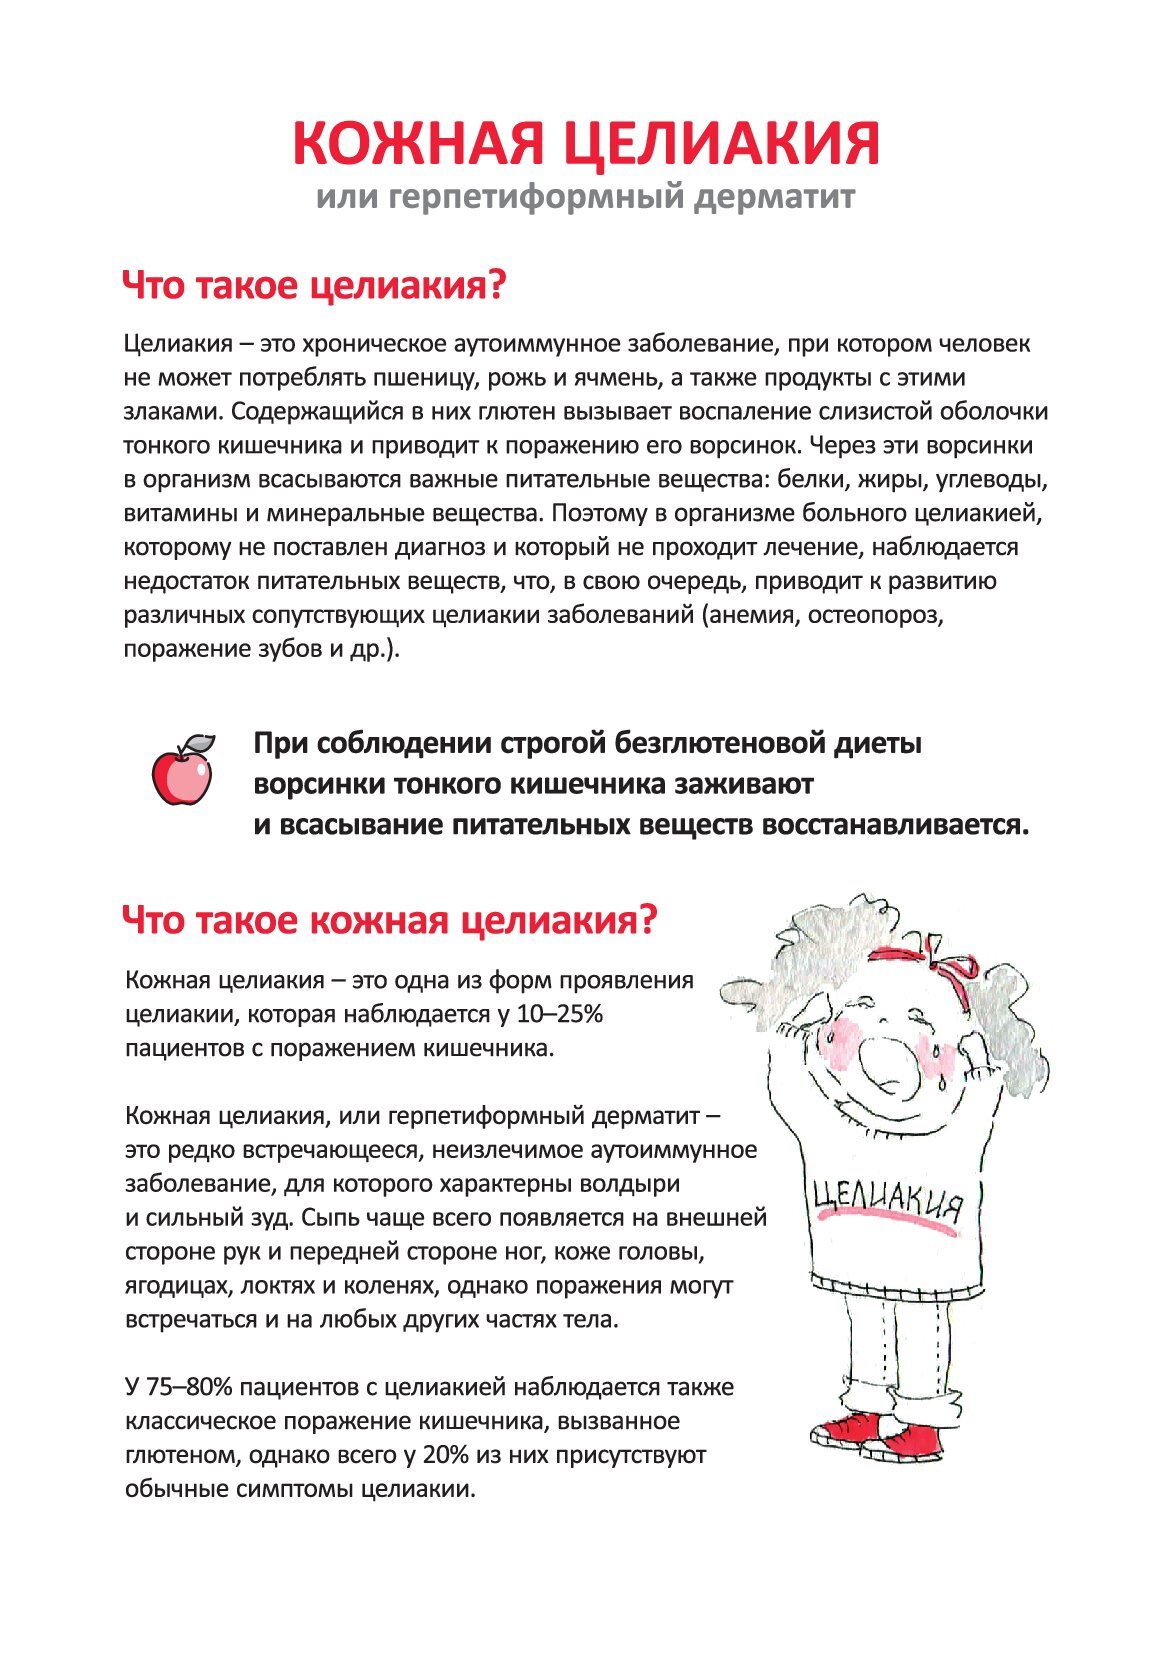 КОЖНАЯ ЦЕЛИАКИЯ
или герпетиформный дерматит
Что такое целиакия?
Целиакия – это хроническое аутоиммунное заболевание, при котором человек
не может потреблять пшеницу, рожь и ячмень, а также продукты с этими
злаками. Содержащийся в них глютен вызывает воспаление слизистой оболочки
тонкого кишечника и приводит к поражению его ворсинок. Через эти ворсинки
в организм всасываются важные питательные вещества: белки, жиры, углеводы,
витамины и минеральные вещества. Поэтому в организме больного целиакией,
которому не поставлен диагноз и который не проходит лечение, наблюдается
недостаток питательных веществ, что, в свою очередь, приводит к развитию
различных сопутствующих целиакии заболеваний (анемия, остеопороз,
поражение зубов и др.).
При соблюдении строгой безглютеновой диеты
ворсинки тонкого кишечника заживают
и всасывание питательных веществ восстанавливается.
Что такое кожная целиакия?
Кожная целиакия – это одна из форм проявления
целиакии, которая наблюдается у 10–25%
пациентов с поражением кишечника.
Кожная целиакия, или герпетиформный дерматит –
это редко встречающееся, неизлечимое аутоиммунное
заболевание, для которого характерны волдыри
и сильный зуд. Сыпь чаще всего появляется на внешней
стороне рук и передней стороне ног, коже головы,
ягодицах, локтях и коленях, однако поражения могут
встречаться и на любых других частях тела.
У 75–80% пациентов с целиакией наблюдается также
классическое поражение кишечника, вызванное
глютеном, однако всего у 20% из них присутствуют
обычные симптомы целиакии.
ЦЕЛИАКИЯ